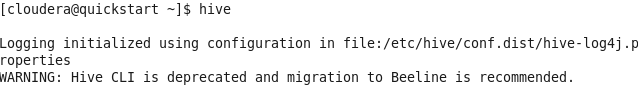 [cloudera@quickstart ~]$ hive
Logging initialized using configuration in file:/etc/hive/conf.dist/hive-log4j.p
roperties
WARNING: Hive CLI is deprecated and migration to Beeline is recommended.